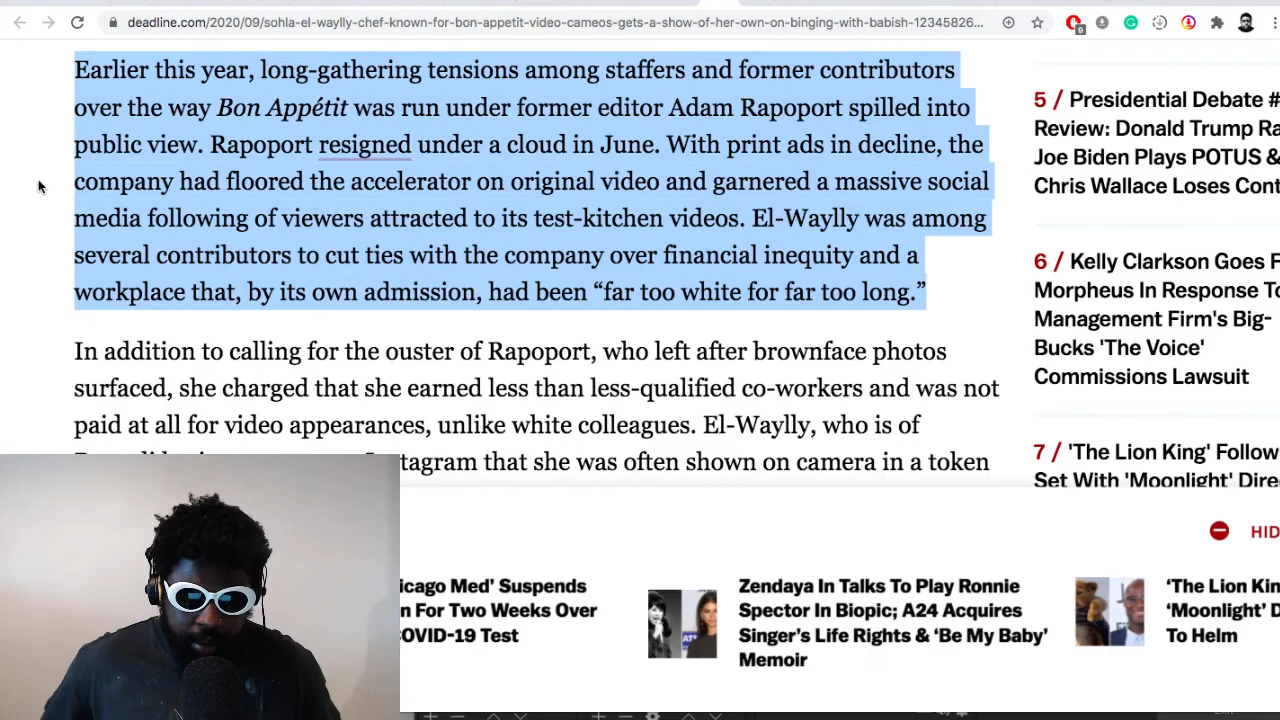 deadline.com/2020/09/sohla-el-waylly-chef-known-for-bon-appetit-video-cameos-gets-a-show-of-her-own-on-binging-with-babish-12345826...
9
Earlier this year, long-gathering tensions among staffers and former contributors
over the way Bon Appétit was run under former editor Adam Rapoport spilled into
public view. Rapoport resigned under a cloud in June. With print ads in decline, the
company had floored the accelerator on original video and garnered a massive social
media following of viewers attracted to its test-kitchen videos. El-Waylly was among
several contributors to cut ties with the company over financial inequity and a
workplace that, by its own admission, had been “far too white for far too long.”
In addition to calling for the ouster of Rapoport, who left after brownface photos
surfaced, she charged that she earned less than less-qualified co-workers and was not
paid at all for video appearances, unlike white colleagues. El-Waylly, who is of
tagram that she was often shown on camera in a token
5 / Presidential Debate #
Review: Donald Trump Ra
Joe Biden Plays POTUS &
Chris Wallace Loses Cont
6 / Kelly Clarkson Goes F
Morpheus In Response To
Management Firm's Big-
Bucks 'The Voice'
Commissions Lawsuit
7 / 'The Lion King' Follow
Set With 'Moonlight' Dire
HID
icago Med’ Suspends
n For Two Weeks Over
OVID-19 Test
Zendaya In Talks To Play Ronnie
Spector In Biopic; A24 Acquires
Singer’s Life Rights & ‘Be My Baby’
Memoir
‘The Lion Kin
‘Moonlight’ D
To Helm